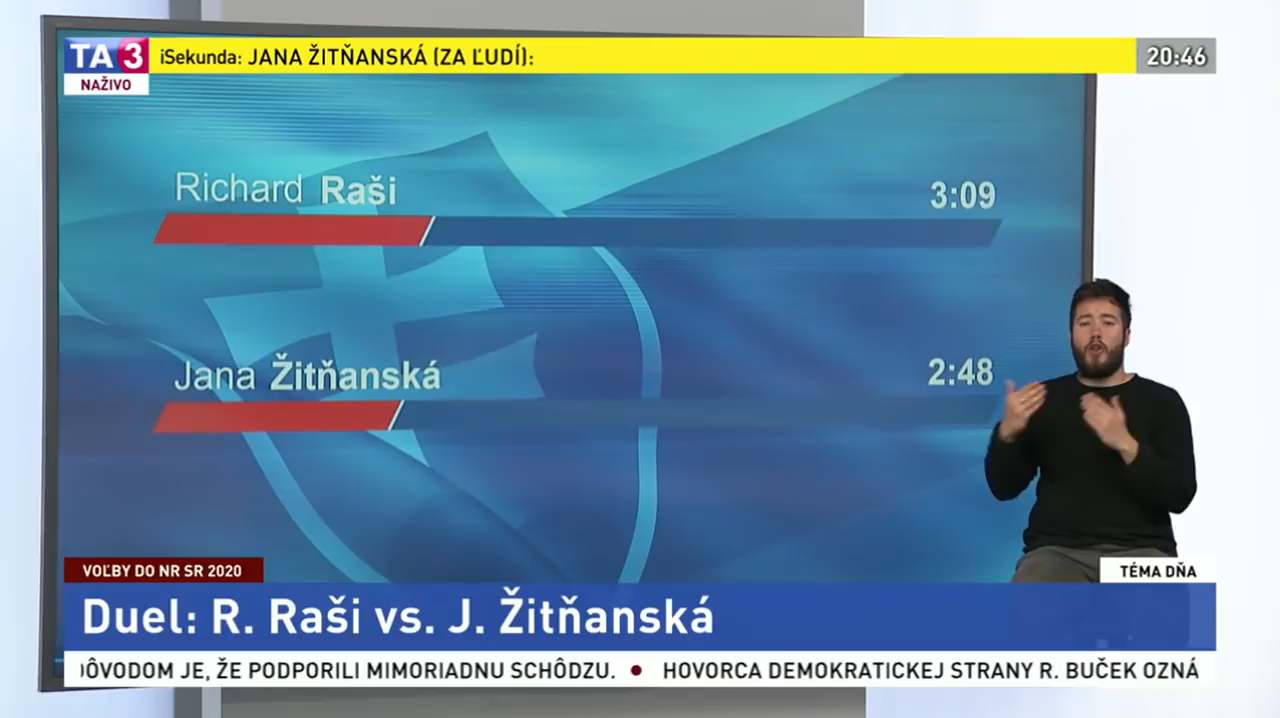 TA3
iSekunda: JANA ŽITŇANSKÁ (ZA ĽUDÍ):
20:46
NAŽIVO
Richard Raši
3:09
Jana Žitňanská
2:48
VOĽBY DO NR SR 2020
TÉMA DŇA
Duel: R. Raši vs. J. Žitňanská
DÔVODOM JE, ŽE PODPORILI MIMORIADNU SCHÔDZU. • HOVORCA DEMOKRATICKEJ STRANY R. BUČEK OZNÁ